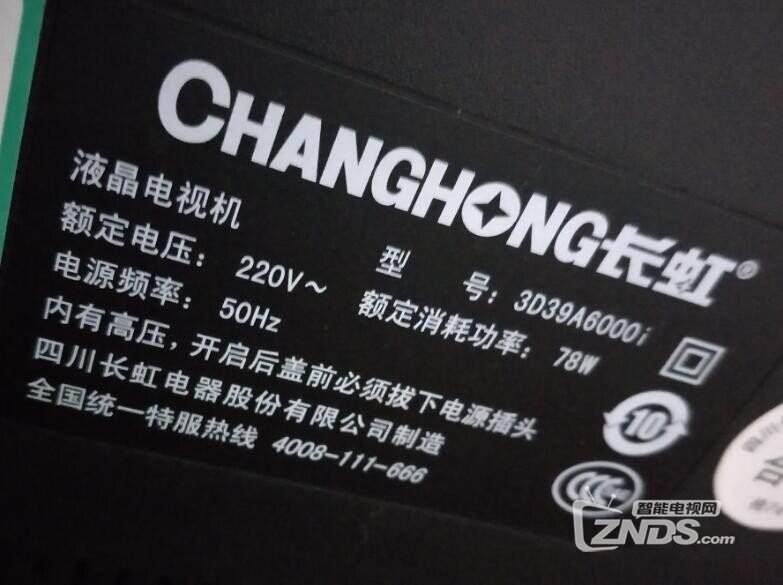 CHANGHONG长虹®
液晶电视机
型 号: 3D39A6000i
额定电压: 220V~
额定消耗功率: 78W
电源频率: 50Hz
内有高压，开启后盖前必须拔下电源插头
四川长虹电器股份有限公司制造
全国统一特服热线 4008-111-666
10
CCC
四川
智能电视网
ZNDS.com